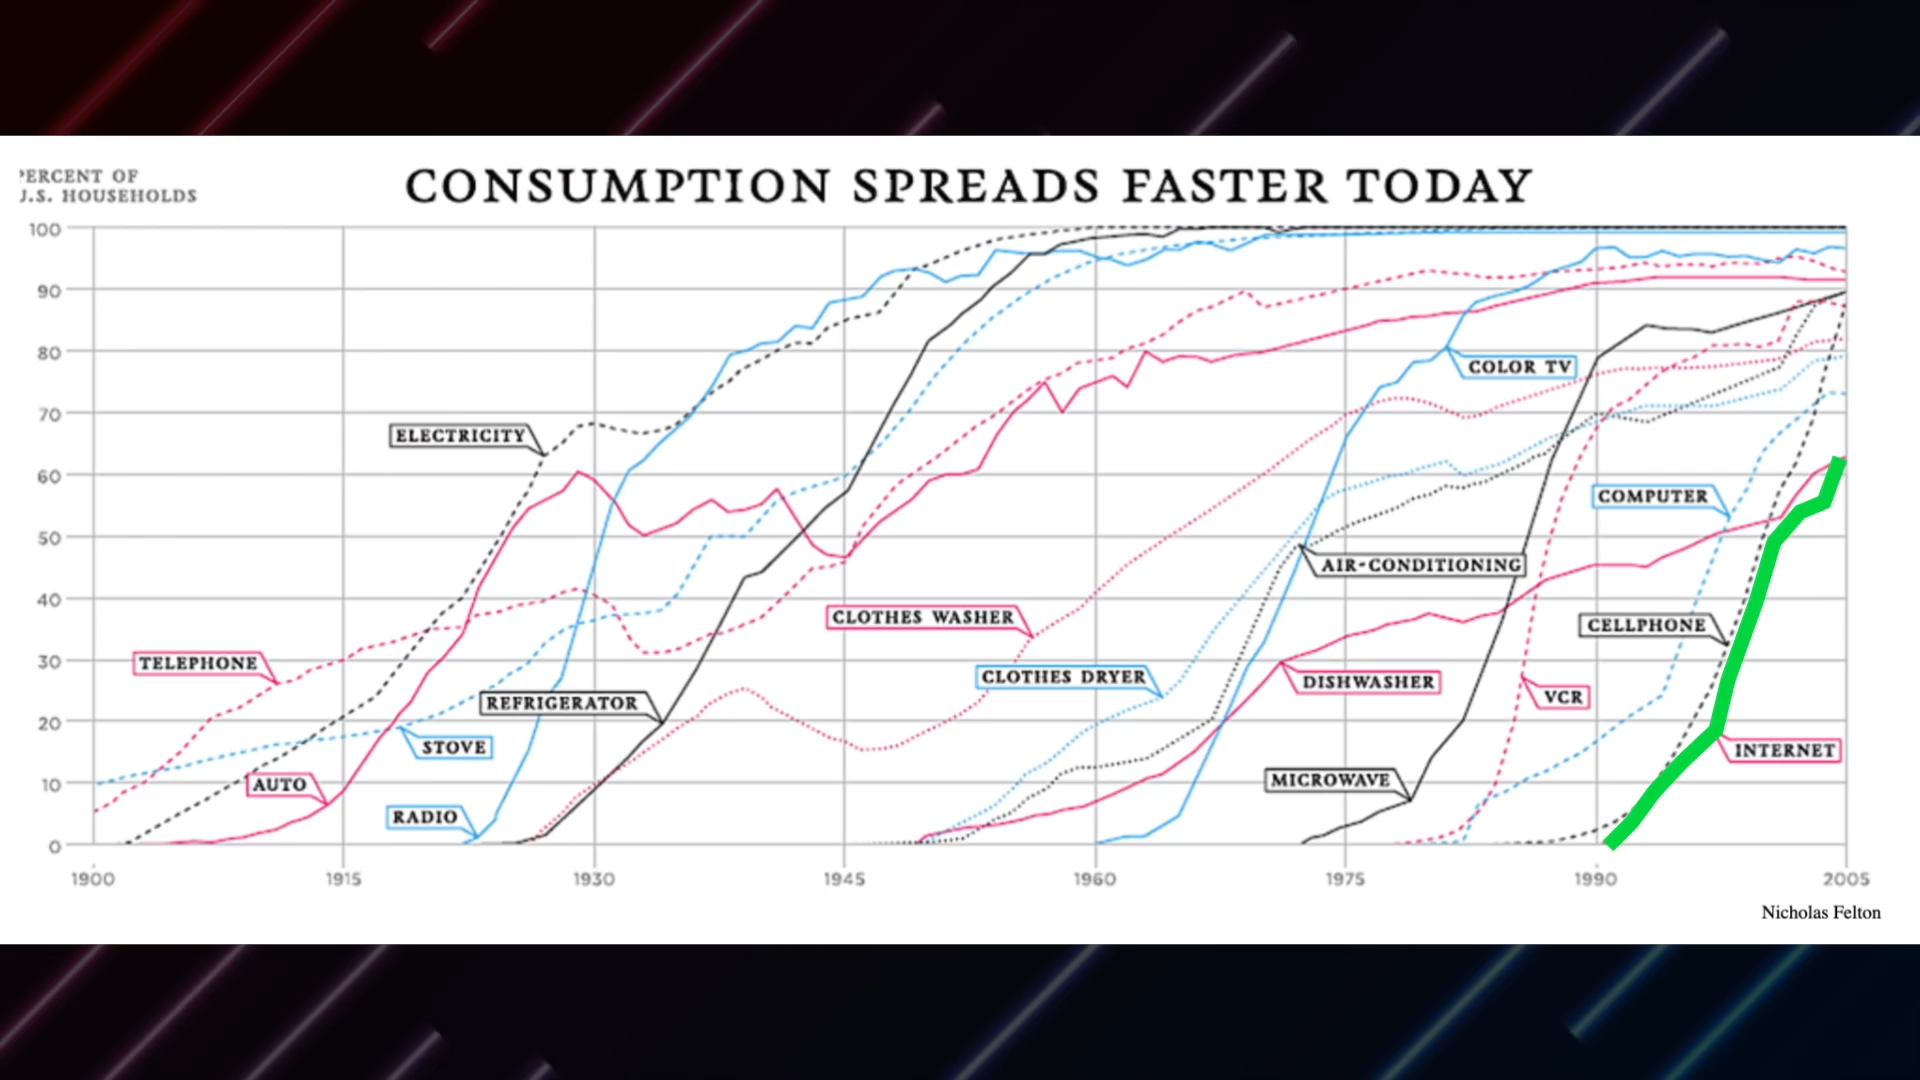 CONSUMPTION SPREADS FASTER TODAY
PERCENT OF
U.S. HOUSEHOLDS
100
90
80
70
60
50
40
30
20
10
0
ELECTRICITY
COLOR TV
COMPUTER
AIR-CONDITIONING
CLOTHES WASHER
CELLPHONE
TELEPHONE
CLOTHES DRYER
DISHWASHER
VCR
REFRIGERATOR
STOVE
INTERNET
AUTO
MICROWAVE
RADIO
1900 1915 1930 1945 1960 1975 1990 2005
Nicholas Felton